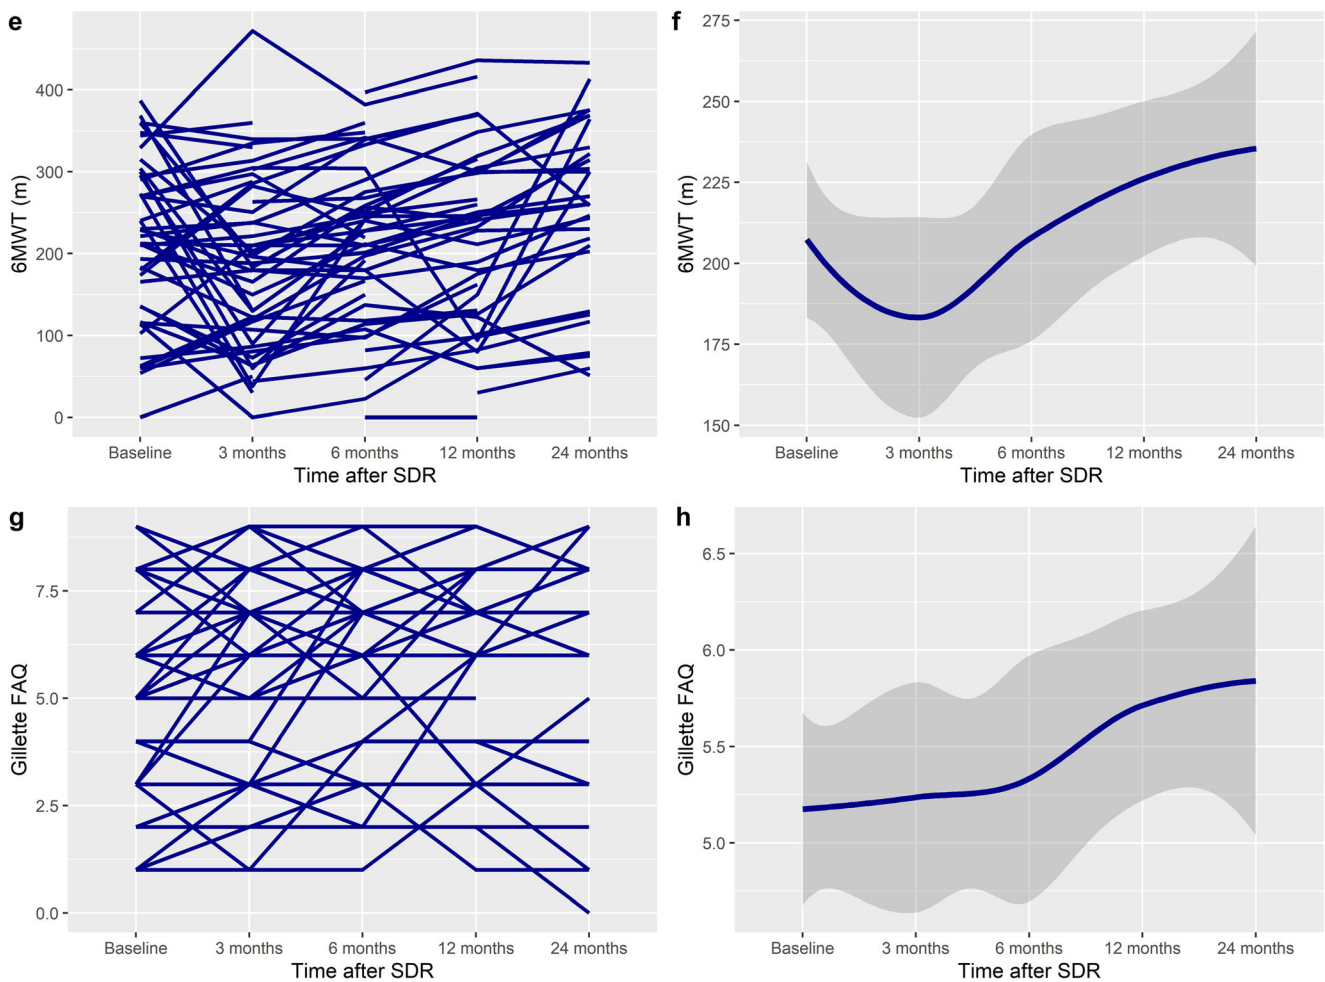 e
6MWT (m)
400
300
200
100
0
Baseline 3 months 6 months 12 months 24 months
Time after SDR
f
6MWT (m)
275
250
225
200
175
150
Baseline 3 months 6 months 12 months 24 months
Time after SDR
g
Gillette FAQ
7.5
5.0
2.5
0.0
Baseline 3 months 6 months 12 months 24 months
Time after SDR
h
Gillette FAQ
6.5
6.0
5.5
5.0
Baseline 3 months 6 months 12 months 24 months
Time after SDR